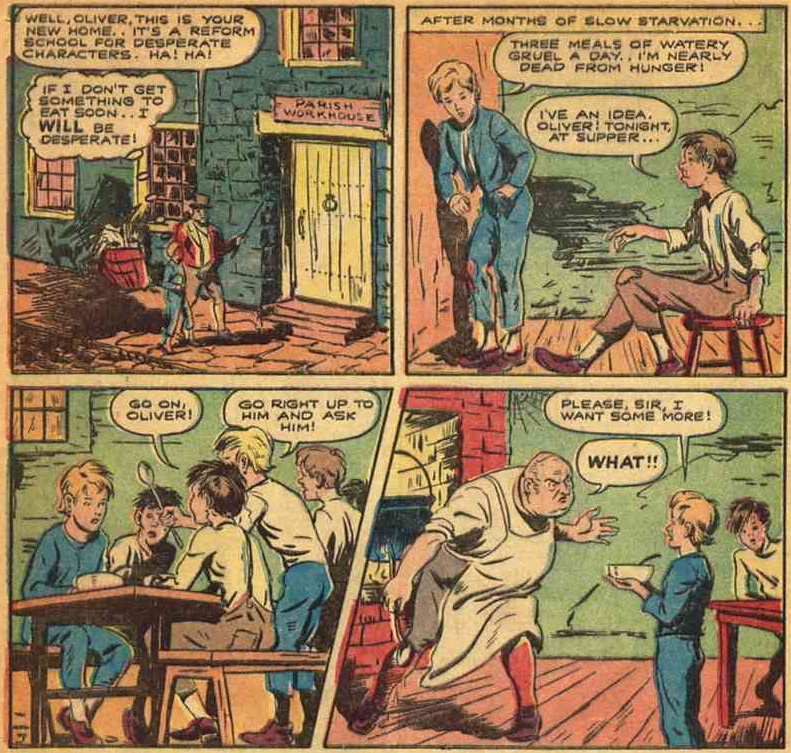 WELL, OLIVER, THIS IS YOUR
NEW HOME.. IT'S A REFORM
SCHOOL FOR DESPERATE
CHARACTERS. HA! HA!
IF I DON'T GET
SOMETHING TO
EAT SOON... I
WILL BE
DESPERATE!
PARISH
WORKHOUSE
AFTER MONTHS OF SLOW STARVATION...
THREE MEALS OF WATERY
GRUEL A DAY.. I'M NEARLY
DEAD FROM HUNGER!
I'VE AN IDEA,
OLIVER! TONIGHT,
AT SUPPER...
GO ON,
OLIVER!
GO RIGHT UP TO
HIM AND ASK
HIM!
PLEASE, SIR, I
WANT SOME MORE!
WHAT!!